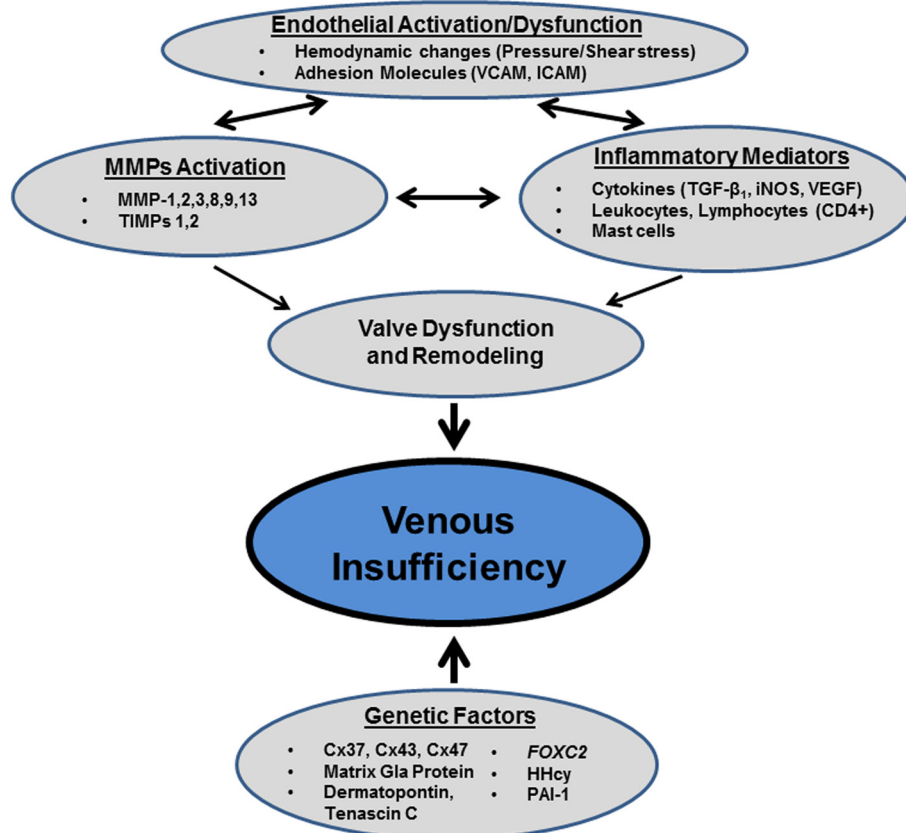 Endothelial Activation/Dysfunction
• Hemodynamic changes (Pressure/Shear stress)
• Adhesion Molecules (VCAM, ICAM)
MMPs Activation
• MMP-1,2,3,8,9,13
• TIMPs 1,2
Inflammatory Mediators
• Cytokines (TGF-β₁, iNOS, VEGF)
• Leukocytes, Lymphocytes (CD4+)
• Mast cells
Valve Dysfunction
and Remodeling
Venous
Insufficiency
Genetic Factors
• Cx37, Cx43, Cx47
• Matrix Gla Protein
• Dermatopontin,
Tenascin C
• FOXC2
• HHcy
• PAI-1